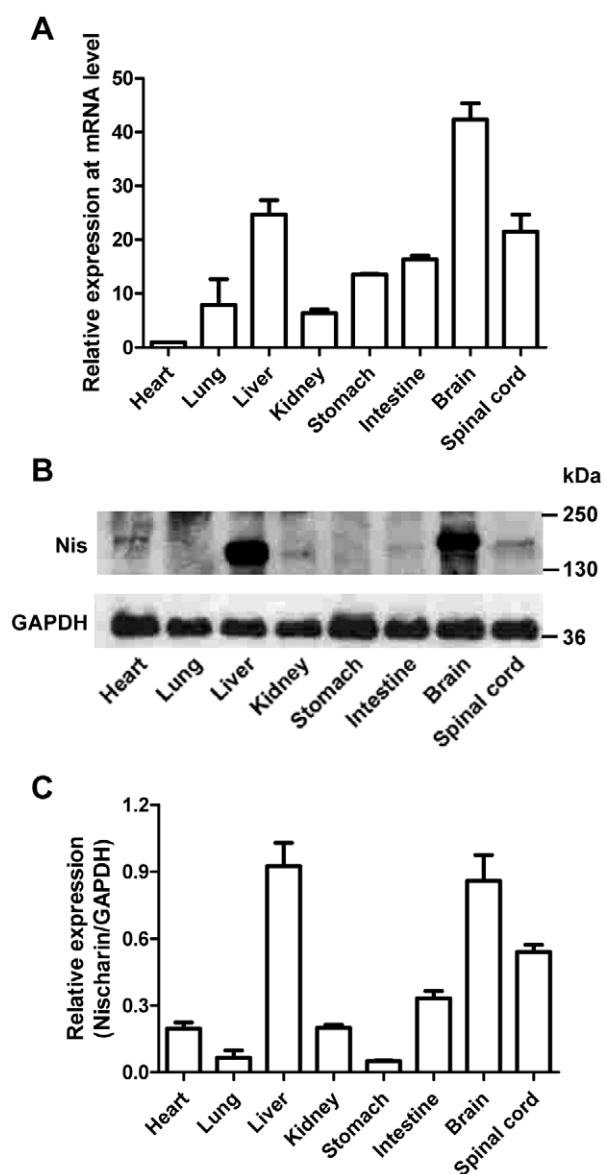 A
Relative expression at mRNA level
50
40
30
20
10
0
Heart
Lung
Liver
Kidney
Stomach
Intestine
Brain
Spinal cord
B
kDa
250
Nis
130
GAPDH
36
Heart
Lung
Liver
Kidney
Stomach
Intestine
Brain
Spinal cord
C
Relative expression
(Nischarin/GAPDH)
1.2
0.9
0.6
0.3
0.0
Heart
Lung
Liver
Kidney
Stomach
Intestine
Brain
Spinal cord